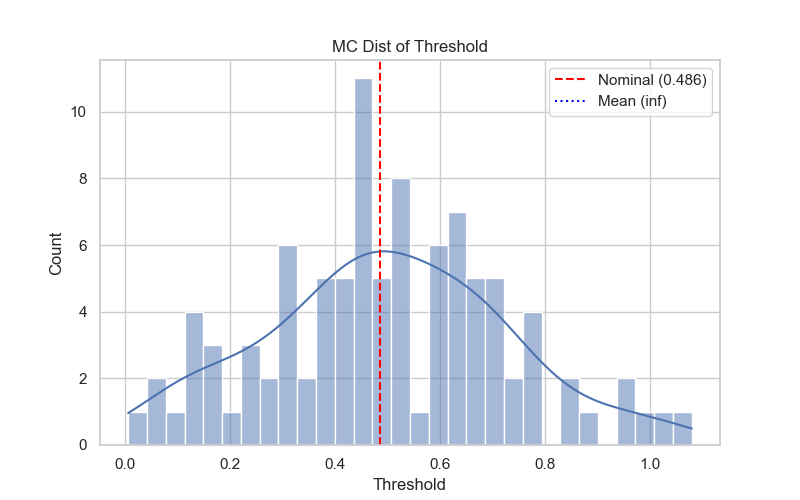 MC Dist of Threshold
Nominal (0.486)
Mean (inf)
Count
10
8
6
4
2
0
0.0 0.2 0.4 0.6 0.8 1.0
Threshold